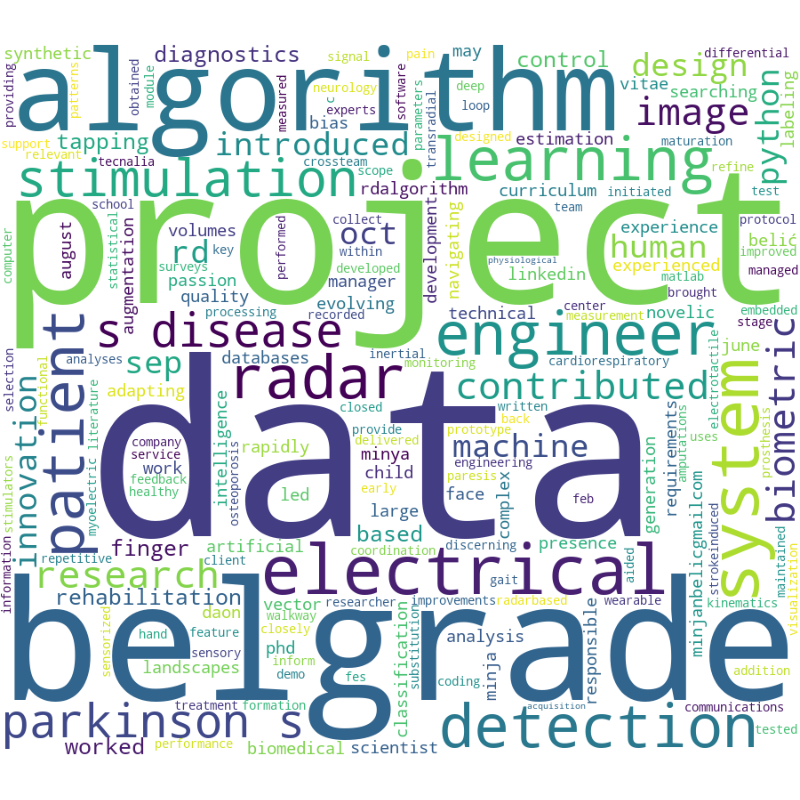 algorithm
project
data
belgrade
synthetic
diagnostics
signal
pain
may
control
design
differential
providing
patterns
obtained
module
neurology
experts
c
measured
software
deep
loop
parameters
transradial
bias
vitae
searching
image
python
labeling
support
relevant
tapping
tecnalia
introduced
crossteam
scope
estimation
designed
maturation
refine
stimulation
learning
rdalgorithm
curriculum
initiated
test
computer
school
august
statistical
surveys
augmentation
rd
volumes
key
passion
quality
processing
performed
within
collect
oct
developed
recorded
manager
evolving
development
navigating
physiological
team
experience
human
experienced
linkedin
matlab
belić
protocol
improved
managed
embedded
brought
center
measurement
novelic
stage
june
technical
engineer
patient
s disease
sep
databases
analyses
inertial
monitoring
cardiorespiratory
electrotactile
radar
contributed
system
biometric
selection
functional
innovation
literature
myoelectric
adapting
company
service
work
feedback
healthy
intelligence
osteoporosis
rapidly
led
closed
provide
minya
child
large
written
delivered
prototype
early
back
engineering
paresis
face
machine
complex
feb
requirements
generation
amputations
strokeinduced
uses
prosthesis
information
stimulators
repetitive
client
finger
artificial
based
coordination
discerning
presence
aided
electrical
research
rehabilitation
daon
vector
walkway
closely
researcher
improvements
radarbased
gait
wearable
kinematics
minjanbelicgmailcom
maintained
visualization
sensorized
hand
feature
sensory
phd
inform
demo
fes
classification
substitution
analysis
minja
coding
responsible
landscapes
addition
parkinson s
treatment
formation
acquisition
detection
communications
tested
worked
performance
biomedical
scientist